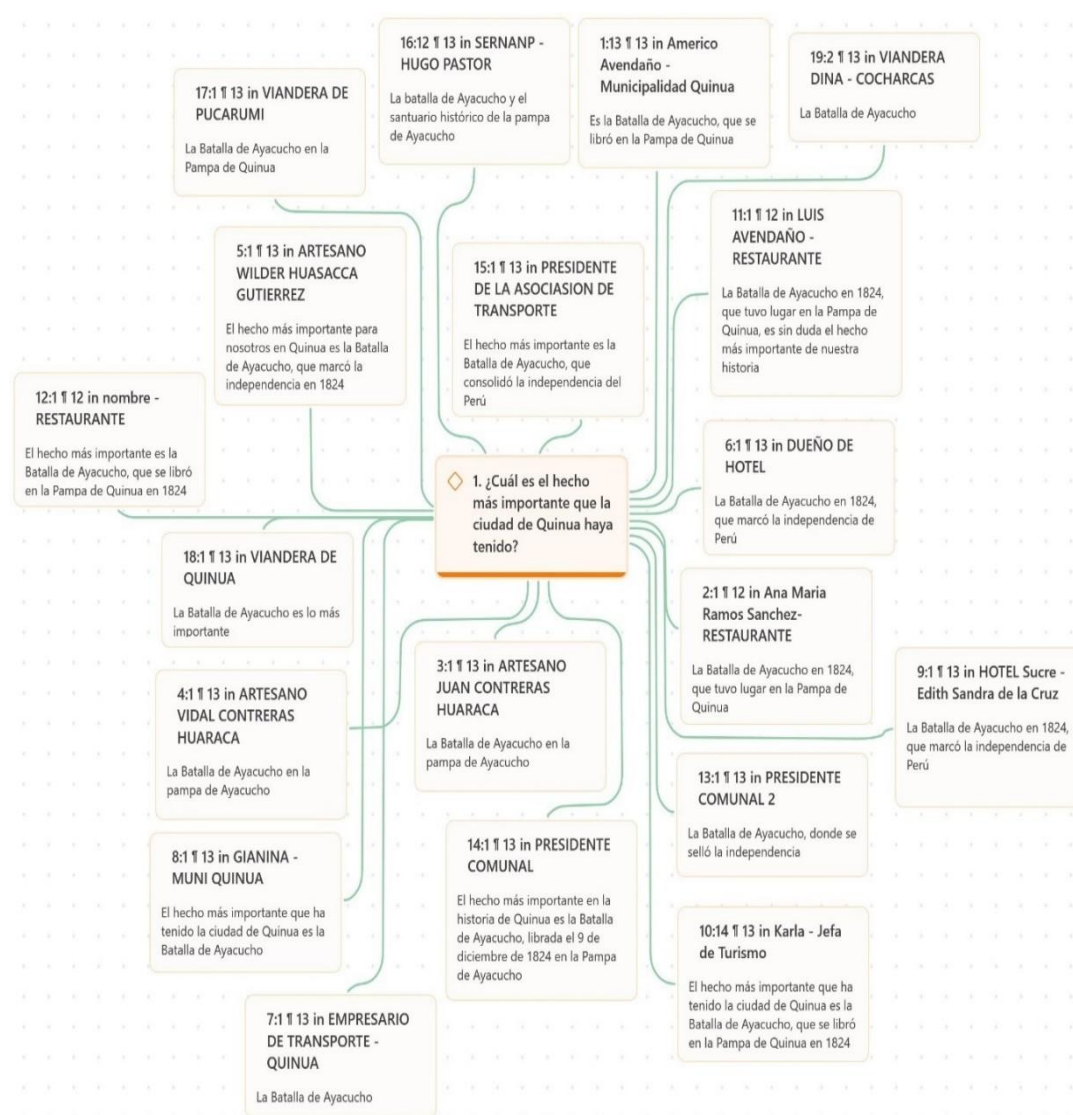 16:12 ¶ 13 in SERNANP -
HUGO PASTOR
La batalla de Ayacucho y el
santuario histórico de la pampa
de Ayacucho
1:13 ¶ 13 in Americo
Avendaño -
Municipalidad Quinua
Es la Batalla de Ayacucho, que se
libró en la Pampa de Quinua
19:2 ¶ 13 in VIANDERA
DINA - COCHARCAS
La Batalla de Ayacucho
17:1 ¶ 13 in VIANDERA DE
PUCARUMI
La Batalla de Ayacucho en la
Pampa de Quinua
5:1 ¶ 13 in ARTESANO
WILDER HUASACCA
GUTIERREZ
El hecho más importante para
nosotros en Quinua es la Batalla
de Ayacucho, que marcó la
independencia en 1824
15:1 ¶ 13 in PRESIDENTE
DE LA ASOCIASION DE
TRANSPORTE
El hecho más importante es la
Batalla de Ayacucho, que
consolidó la independencia del
Perú
11:1 ¶ 12 in LUIS
AVENDAÑO -
RESTAURANTE
La Batalla de Ayacucho en 1824,
que tuvo lugar en la Pampa de
Quinua, es sin duda el hecho
más importante de nuestra
historia
12:1 ¶ 12 in nombre -
RESTAURANTE
El hecho más importante es la
Batalla de Ayacucho, que se libró
en la Pampa de Quinua en 1824
1. ¿Cuál es el hecho
más importante que la
ciudad de Quinua haya
tenido?
6:1 ¶ 13 in DUEÑO DE
HOTEL
La Batalla de Ayacucho en 1824,
que marcó la independencia de
Perú
18:1 ¶ 13 in VIANDERA DE
QUINUA
La Batalla de Ayacucho es lo más
importante
2:1 ¶ 12 in Ana Maria
Ramos Sanchez-
RESTAURANTE
La Batalla de Ayacucho en 1824,
que tuvo lugar en la Pampa de
Quinua
3:1 ¶ 13 in ARTESANO
JUAN CONTRERAS
HUARACA
La Batalla de Ayacucho en la
pampa de Ayacucho
9:1 ¶ 13 in HOTEL Sucre -
Edith Sandra de la Cruz
La Batalla de Ayacucho en 1824,
que marcó la independencia de
Perú
4:1 ¶ 13 in ARTESANO
VIDAL CONTRERAS
HUARACA
La Batalla de Ayacucho en la
pampa de Ayacucho
13:1 ¶ 13 in PRESIDENTE
COMUNAL 2
La Batalla de Ayacucho, donde se
selló la independencia
8:1 ¶ 13 in GIANINA -
MUNI QUINUA
El hecho más importante que ha
tenido la ciudad de Quinua es la
Batalla de Ayacucho
14:1 ¶ 13 in PRESIDENTE
COMUNAL
El hecho más importante en la
historia de Quinua es la Batalla
de Ayacucho, librada el 9 de
diciembre de 1824 en la Pampa
de Ayacucho
10:14 ¶ 13 in Karla - Jefa
de Turismo
El hecho más importante que ha
tenido la ciudad de Quinua es la
Batalla de Ayacucho, que se libró
en la Pampa de Quinua en 1824
7:1 ¶ 13 in EMPRESARIO
DE TRANSPORTE -
QUINUA
La Batalla de Ayacucho